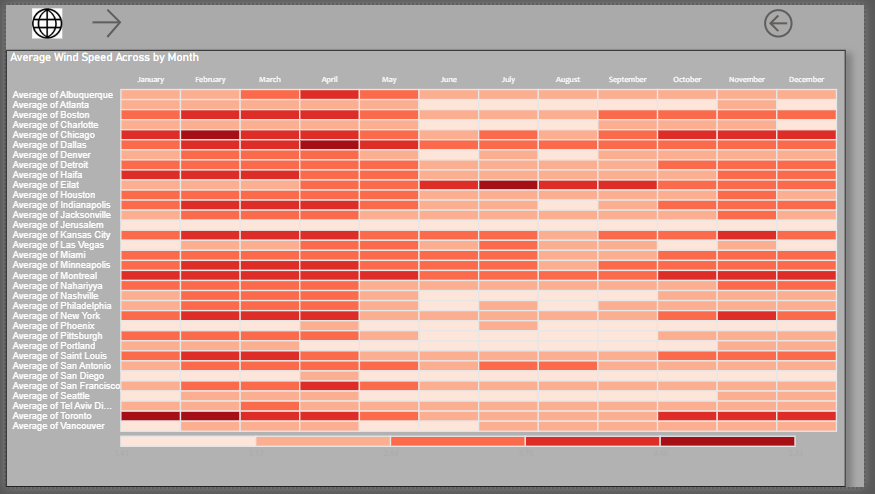 Average Wind Speed Across by Month
January February March April May June July August September October November December
Average of Albuquerque
Average of Atlanta
Average of Boston
Average of Charlotte
Average of Chicago
Average of Dallas
Average of Denver
Average of Detroit
Average of Haifa
Average of Eilat
Average of Houston
Average of Indianapolis
Average of Jacksonville
Average of Jerusalem
Average of Kansas City
Average of Las Vegas
Average of Miami
Average of Minneapolis
Average of Montreal
Average of Nahariyya
Average of Nashville
Average of Philadelphia
Average of New York
Average of Phoenix
Average of Pittsburgh
Average of Portland
Average of Saint Louis
Average of San Antonio
Average of San Diego
Average of San Francisco
Average of Seattle
Average of Tel Aviv Di...
Average of Toronto
Average of Vancouver